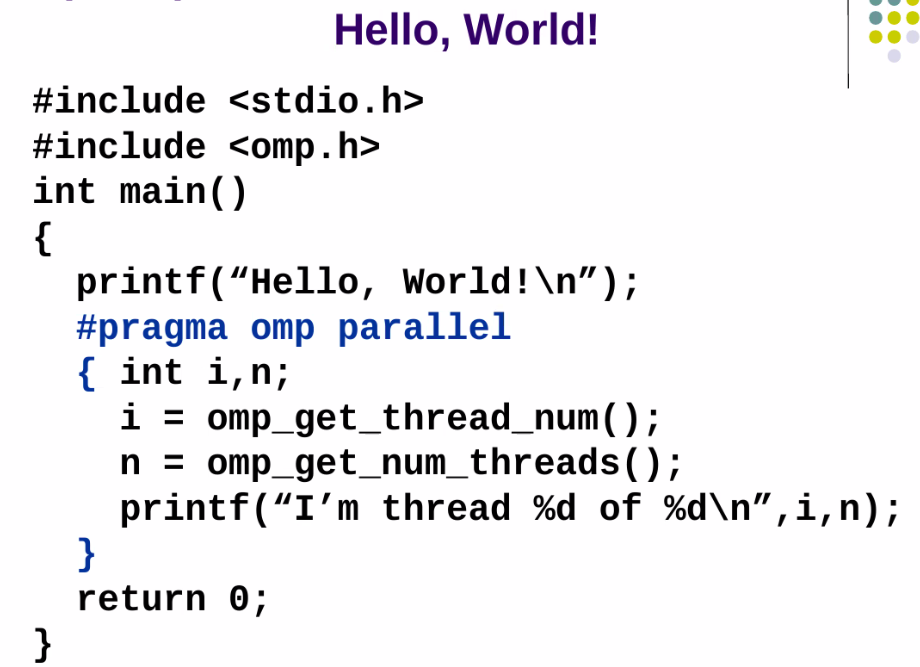 Hello, World!
#include <stdio.h>
#include <omp.h>
int main()
{
  printf(“Hello, World!\n”);
  #pragma omp parallel
  { int i,n;
    i = omp_get_thread_num();
    n = omp_get_num_threads();
    printf(“I’m thread %d of %d\n”,i,n);
  }
  return 0;
}